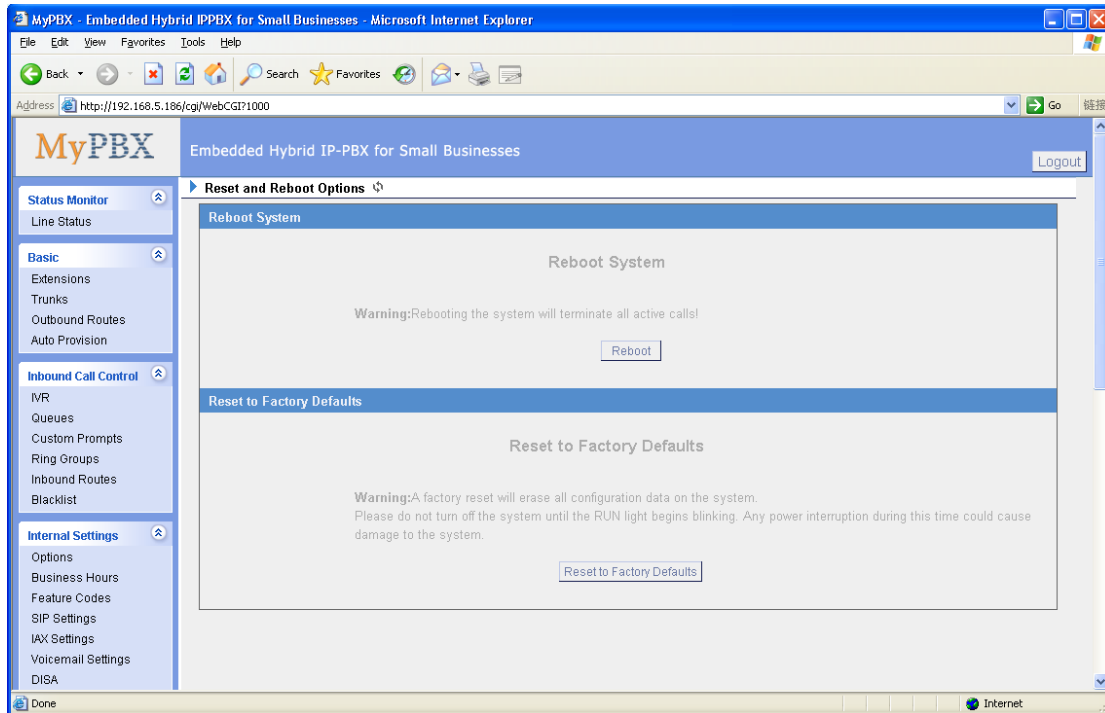 MyPBX - Embedded Hybrid IPPBX for Small Businesses - Microsoft Internet Explorer
File Edit View Favorites Tools Help
Back Search Favorites
Address http://192.168.5.186/cgi/WebCGI?1000 Go 链接
MyPBX
Embedded Hybrid IP-PBX for Small Businesses
Logout
Status Monitor
Line Status
Basic
Extensions
Trunks
Outbound Routes
Auto Provision
Inbound Call Control
IVR
Queues
Custom Prompts
Ring Groups
Inbound Routes
Blacklist
Internal Settings
Options
Business Hours
Feature Codes
SIP Settings
IAX Settings
Voicemail Settings
DISA
Reset and Reboot Options
Reboot System
Reboot System
Warning:Rebooting the system will terminate all active calls!
Reboot
Reset to Factory Defaults
Reset to Factory Defaults
Warning:A factory reset will erase all configuration data on the system.
Please do not turn off the system until the RUN light begins blinking. Any power interruption during this time could cause
damage to the system.
Reset to Factory Defaults
Done Internet